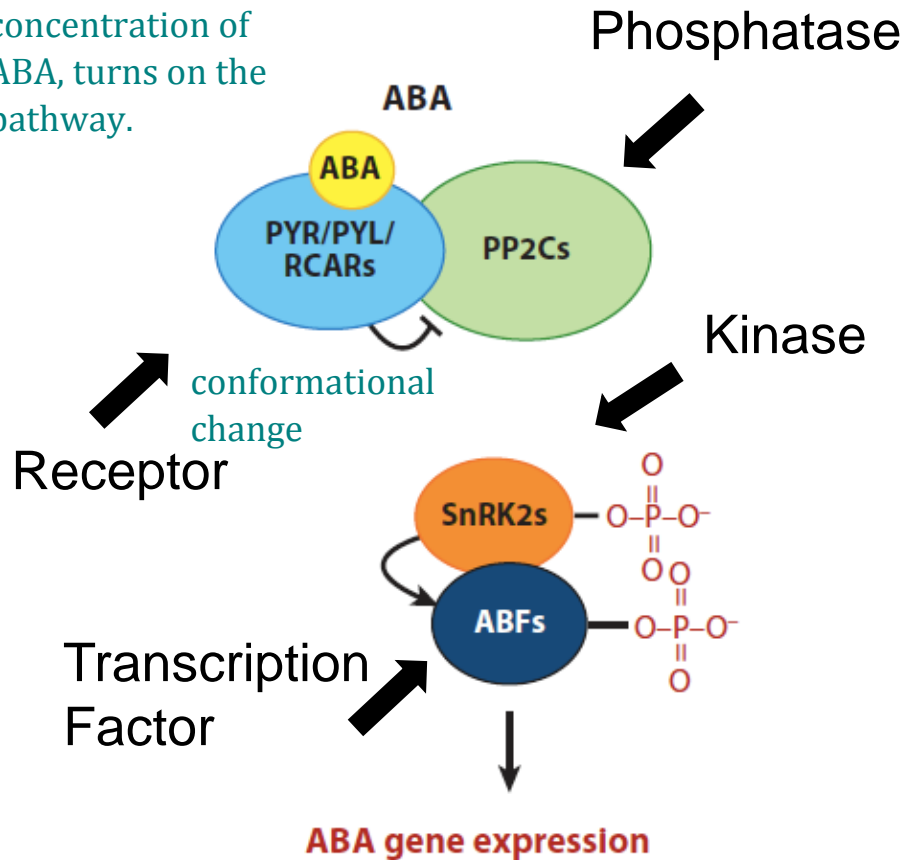 concentration of
ABA, turns on the
pathway.
Phosphatase
ABA
ABA
PYR/PYL/
RCARs
PP2Cs
Kinase
conformational
change
Receptor
SnRK2s
O
O–P–O⁻
O
ABFs
O
O–P–O⁻
O
Transcription
Factor
ABA gene expression